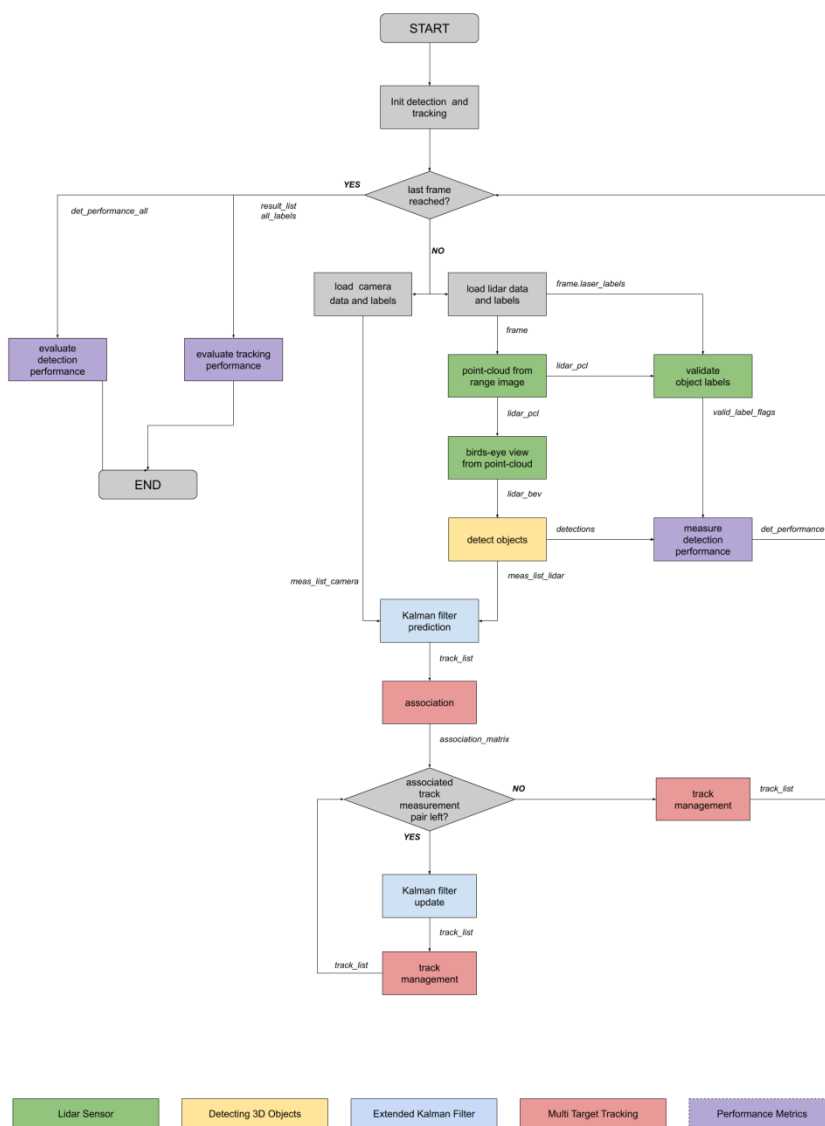 START
Init detection and
tracking
last frame
reached?
YES
det_performance_all
result_list
all_labels
NO
load camera
data and labels
load lidar data
and labels
frame.laser_labels
frame
evaluate
detection
performance
evaluate tracking
performance
point-cloud from
range image
lidar_pcl
validate
object labels
lidar_pcl
valid_label_flags
birds-eye view
from point-cloud
END
lidar_bev
detect objects
detections
measure
detection
performance
det_performance
meas_list_camera
meas_list_lidar
Kalman filter
prediction
track_list
association
association_matrix
associated
track
measurement
pair left?
NO
track
management
track_list
YES
Kalman filter
update
track_list
track_list
track
management
Lidar Sensor
Detecting 3D Objects
Extended Kalman Filter
Multi Target Tracking
Performance Metrics